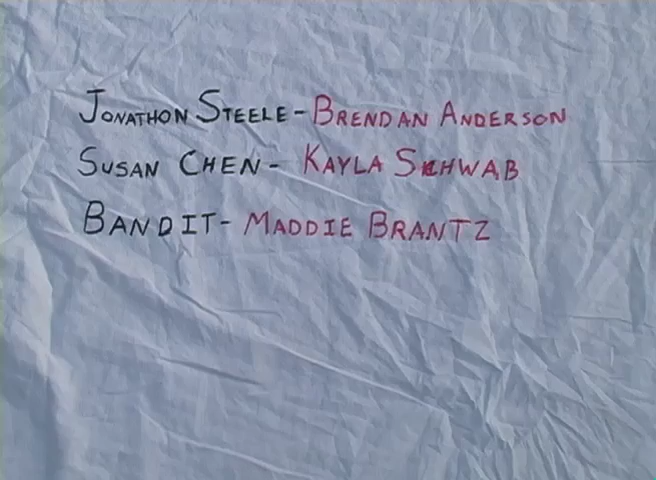 Jonathon Steele-Brendan Anderson
Susan Chen- Kayla Schwab
Bandit- Maddie Brantz